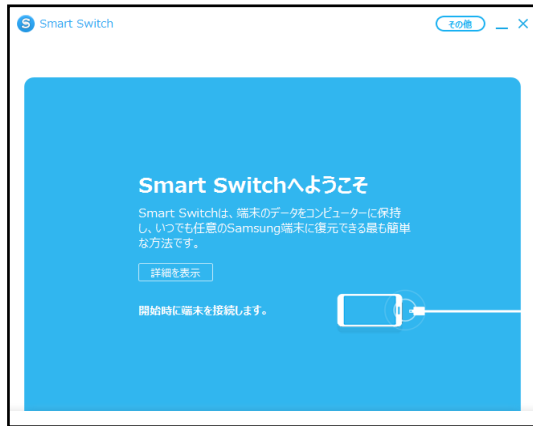 Smart Switch
その他
Smart Switchへようこそ
Smart Switchは、端末のデータをコンピューターに保持
し、いつでも任意のSamsung端末に復元できる最も簡単
な方法です。
詳細を表示
開始時に端末を接続します。